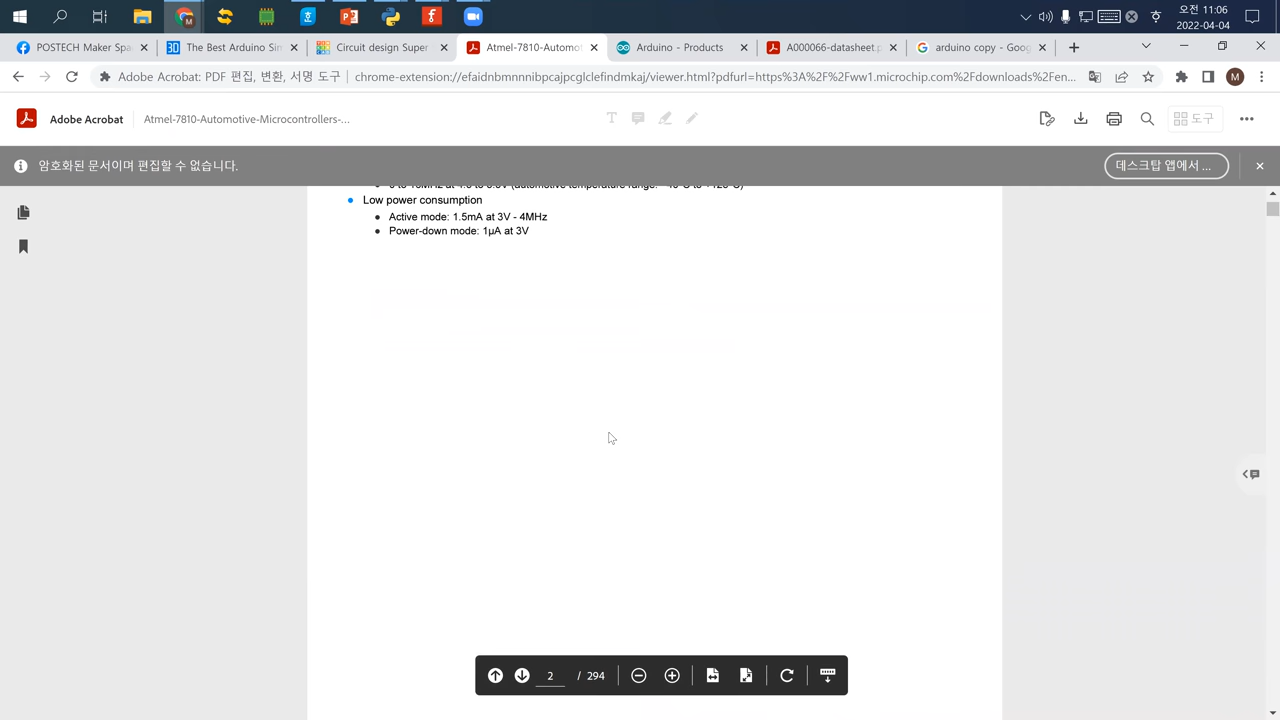 오전 11:06
2022-04-04
POSTECH Maker Spa
The Best Arduino Sin
Circuit design Super
Atmel-7810-Automo
Arduino - Products
A000066-datasheet.p
arduino copy - Goog
Adobe Acrobat: PDF 편집, 변환, 서명 도구 | chrome-extension://efaidnbmnnnibpcajpcglclefindmkaj/viewer.html?pdfurl=https%3A%2F%2Fww1.microchip.com%2Fdownloads%2Fen...
M
Adobe Acrobat
Atmel-7810-Automotive-Microcontrollers-...
도구
암호화된 문서이며 편집할 수 없습니다.
데스크탑 앱에서 ...
Low power consumption
Active mode: 1.5mA at 3V - 4MHz
Power-down mode: 1µA at 3V
2 / 294